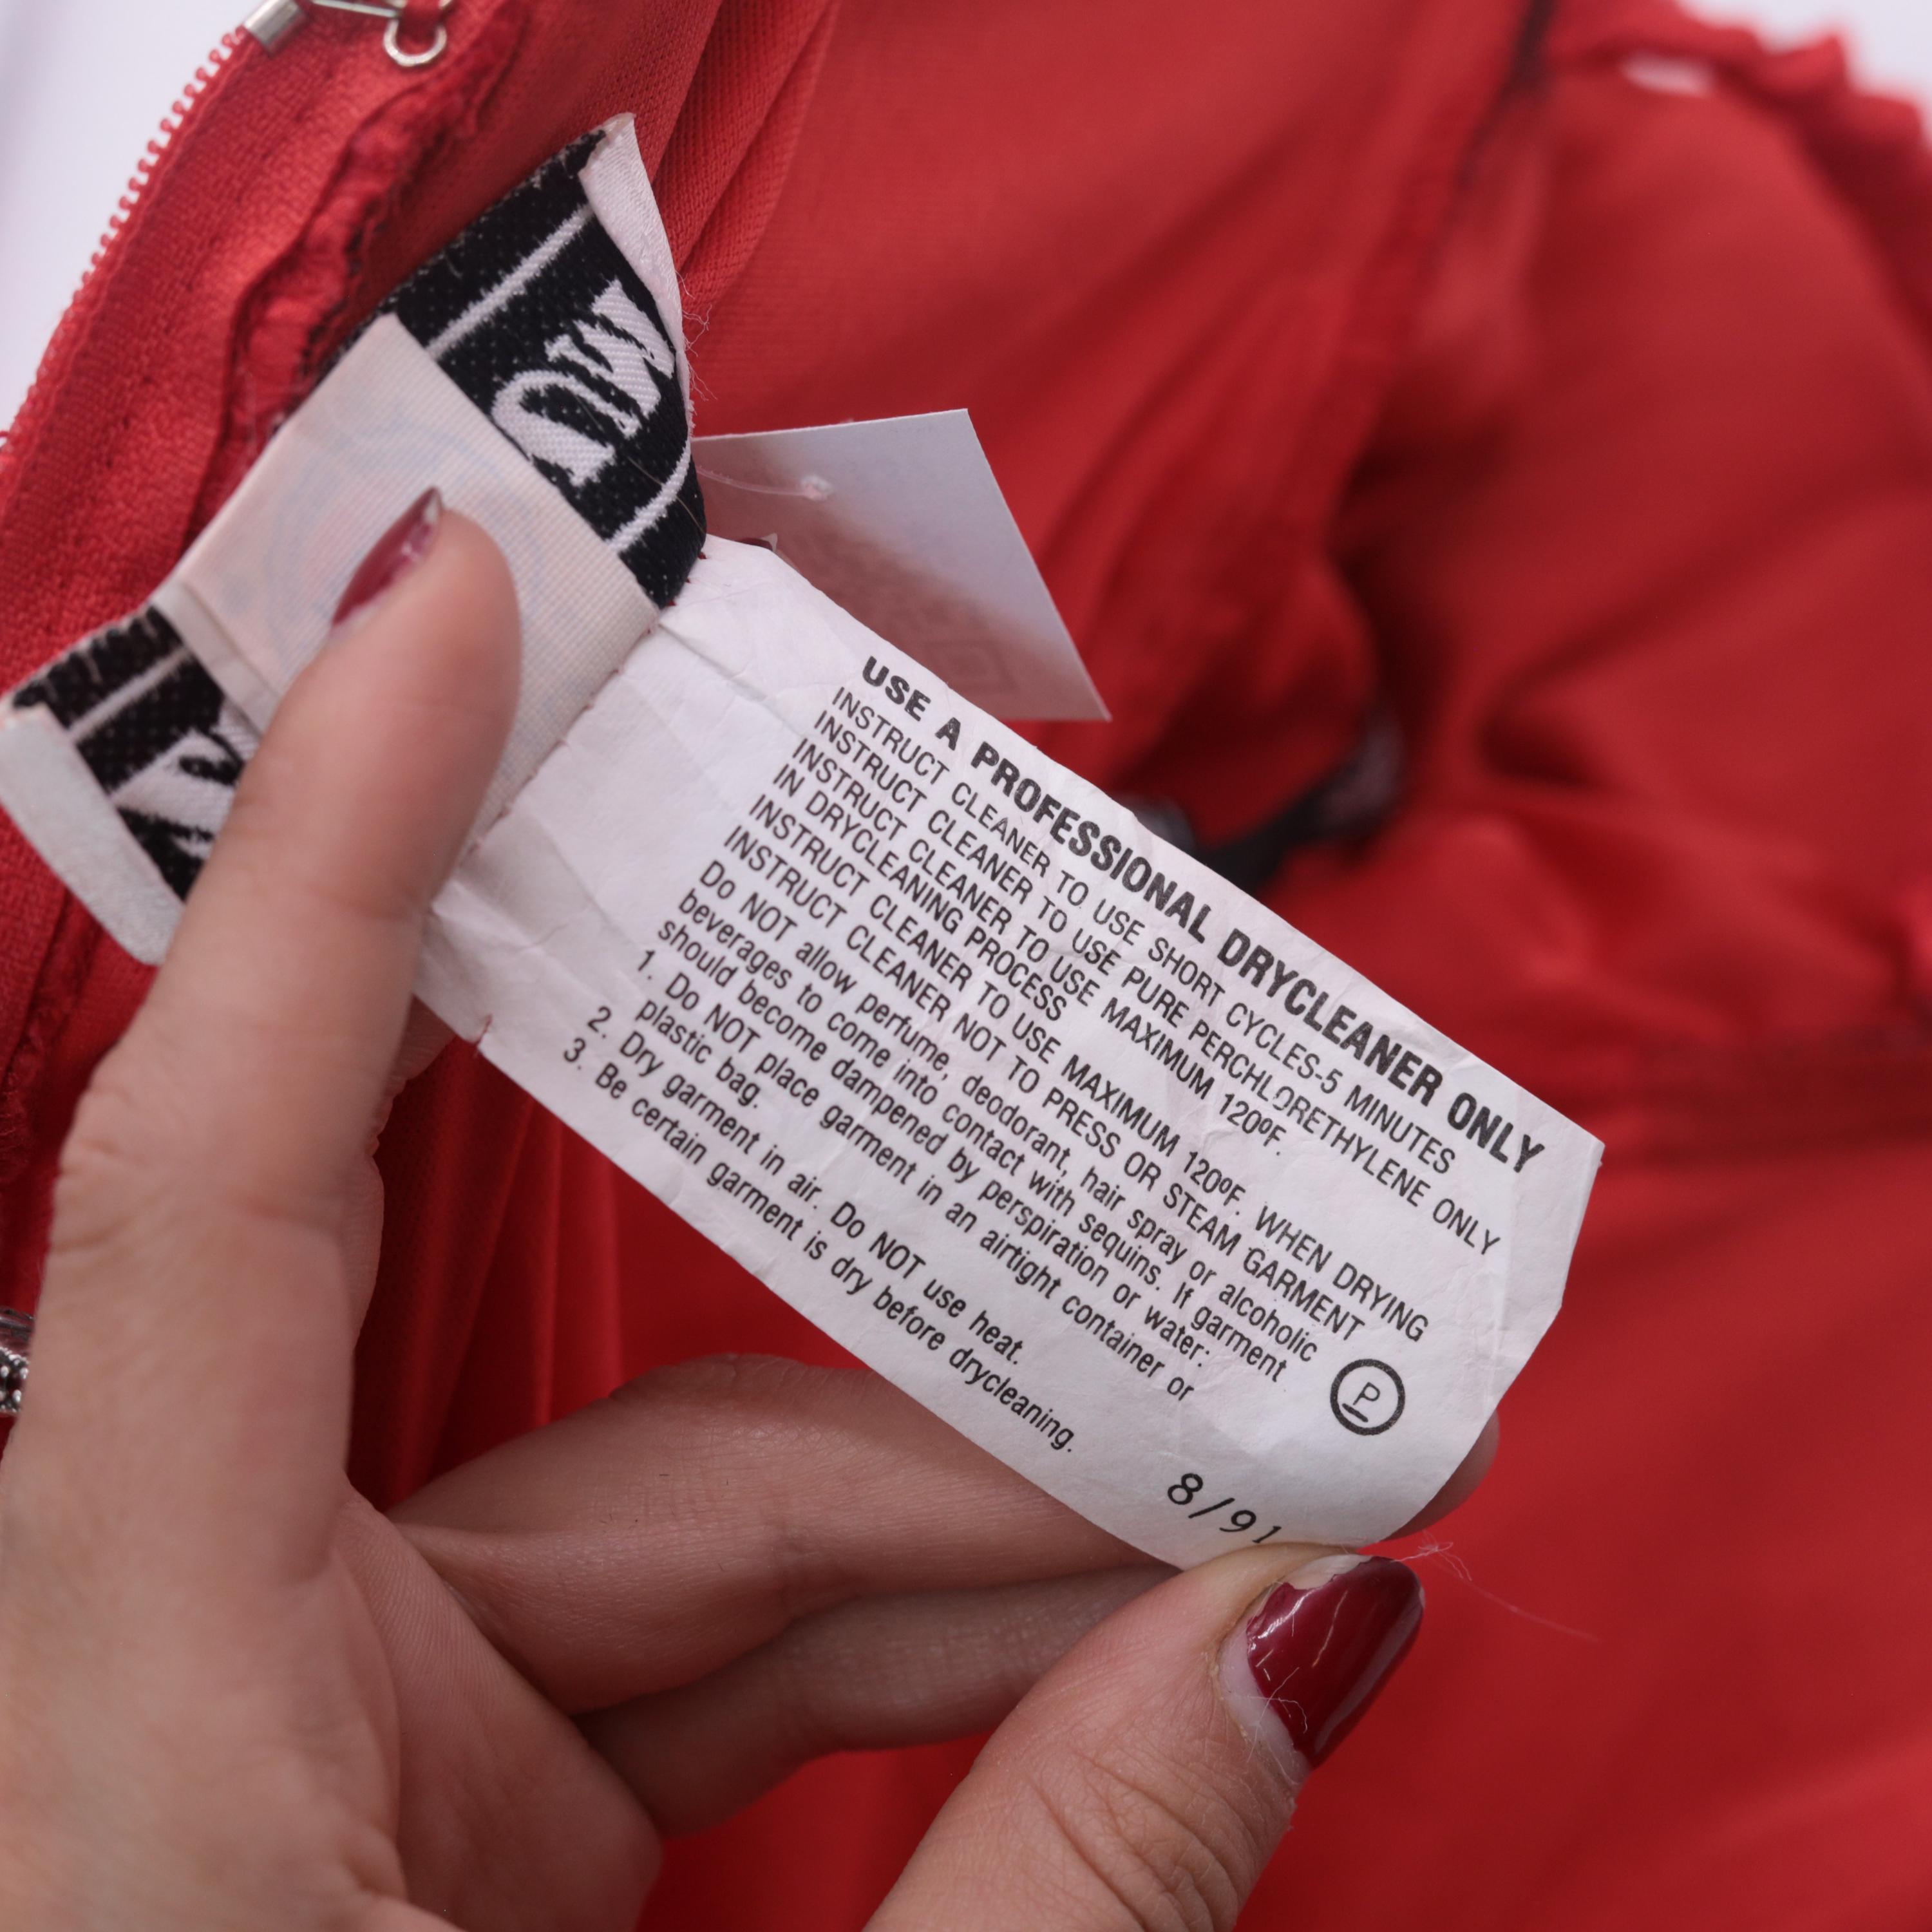 USE A PROFESSIONAL DRYCLEANER ONLY
INSTRUCT CLEANER TO USE SHORT CYCLES-5 MINUTES
INSTRUCT CLEANER TO USE PURE PERCHLORETHYLENE ONLY
INSTRUCT CLEANER TO USE MAXIMUM 120ºF.
IN DRYCLEANING PROCESS
INSTRUCT CLEANER TO USE MAXIMUM 120ºF. WHEN DRYING
INSTRUCT CLEANER NOT TO PRESS OR STEAM GARMENT
Do NOT allow perfume, deodorant, hair spray or alcoholic
beverages to come into contact with sequins. If garment
should become dampened by perspiration or water:
1. Do NOT place garment in an airtight container or
plastic bag.
2. Dry garment in air. Do NOT use heat.
3. Be certain garment is dry before drycleaning.
P
8/91